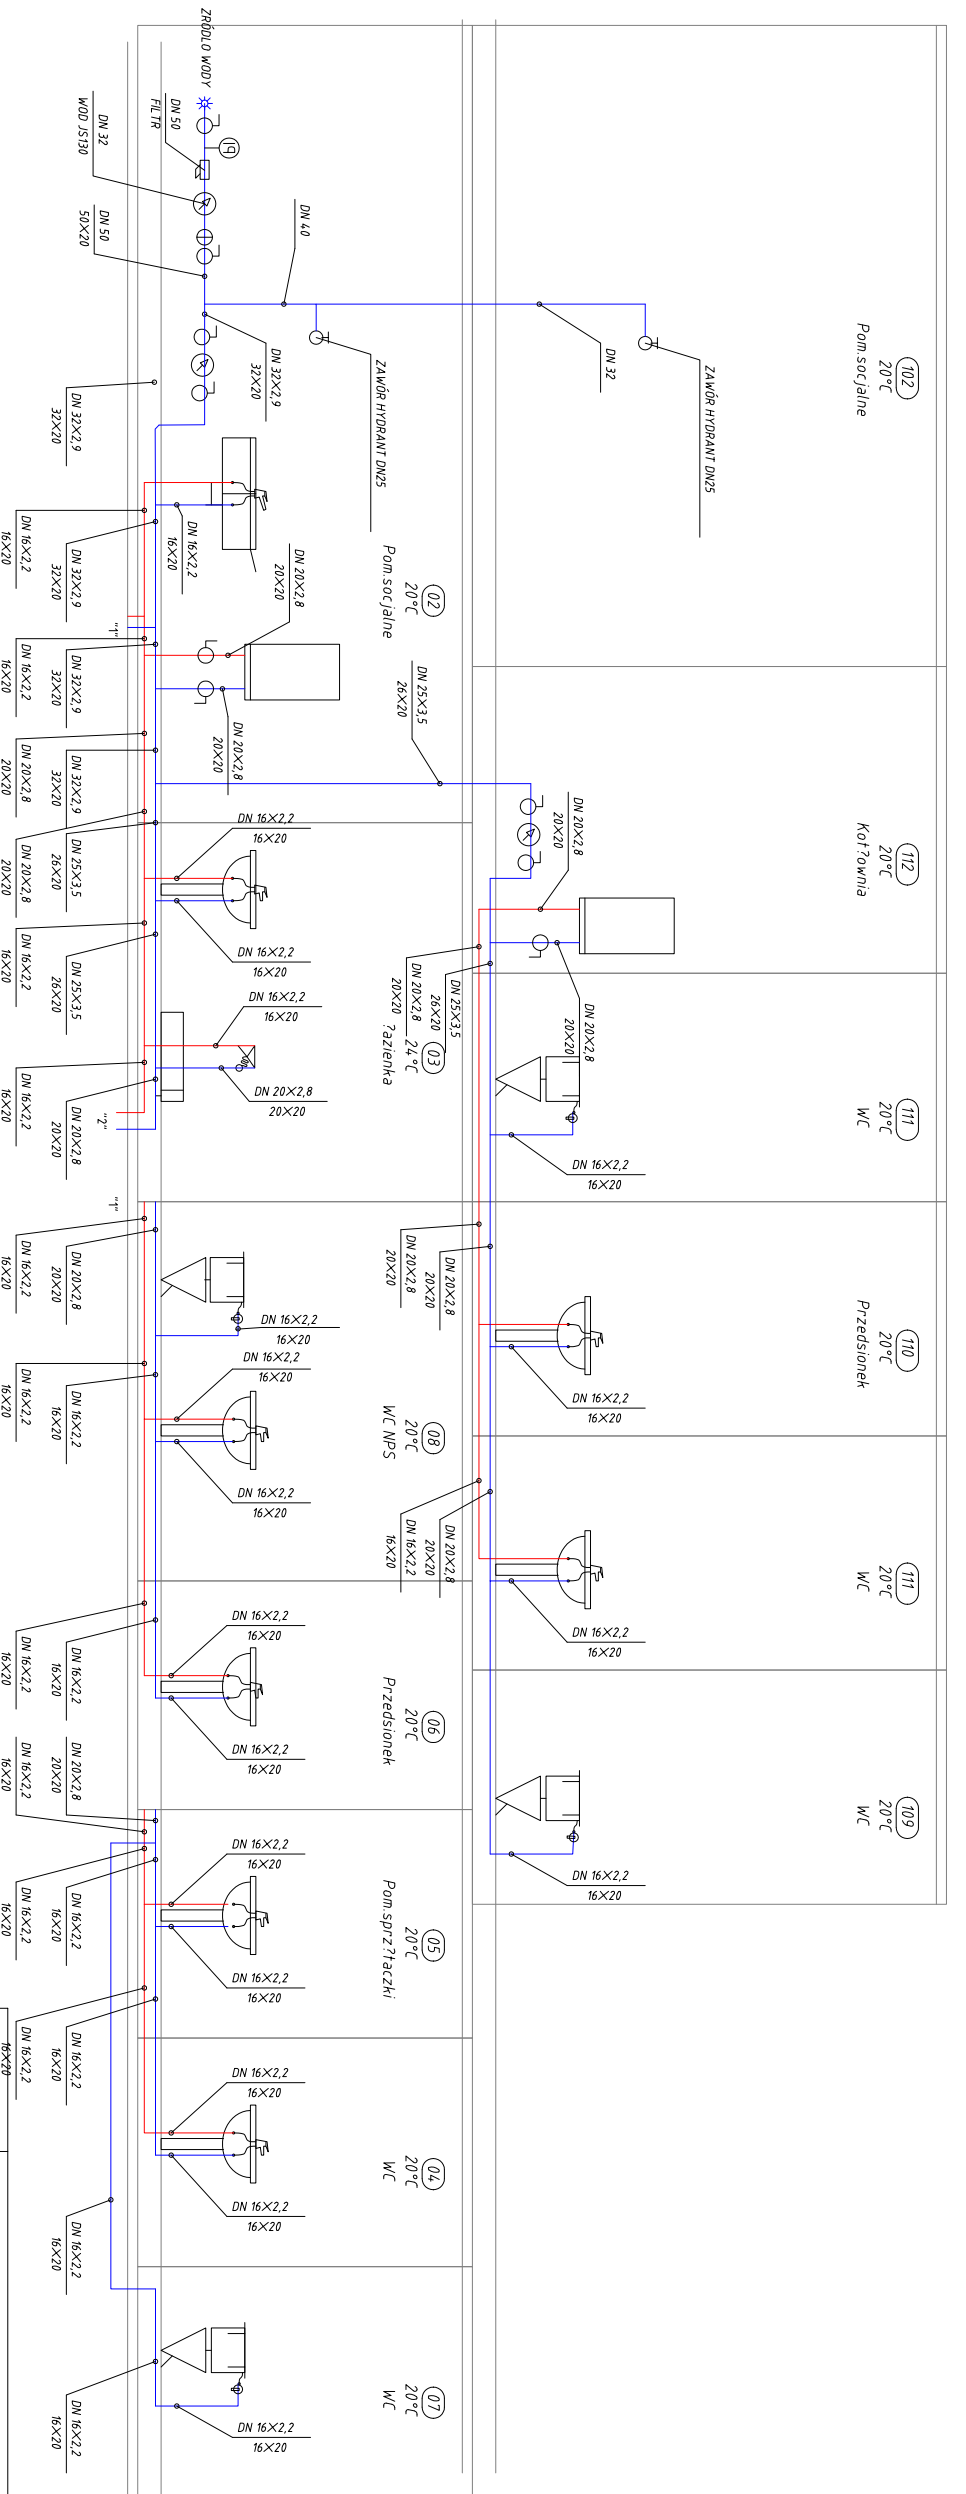 ZRÓDŁO WODY
DN 50
FILTR
DN 32
WOD JS130
DN 50
50X20
DN 40
DN 32
ZAWÓR HYDRANT DN25
ZAWÓR HYDRANT DN25
102
20°C
Pom.socjalne
DN 32X2,9
32X20
DN 32X2,9
32X20
DN 16X2,2
16X20
DN 32X2,9
32X20
DN 16X2,2
16X20
DN 20X2,8
20X20
02
20°C
Pom.socjalne
"1"
DN 16X2,2
16X20
DN 32X2,9
32X20
DN 20X2,8
20X20
DN 25X3,5
26X20
DN 20X2,8
20X20
DN 32X2,9
32X20
DN 20X2,8
20X20
DN 25X3,5
26X20
DN 16X2,2
16X20
DN 16X2,2
16X20
DN 20X2,8
20X20
112
20°C
Kot?ownia
DN 16X2,2
16X20
DN 25X3,5
26X20
DN 16X2,2
16X20
DN 20X2,8
20X20
DN 20X2,8
20X20
DN 25X3,5
26X20
03
24°C
?azienka
DN 20X2,8
20X20
111
20°C
WC
DN 16X2,2
16X20
DN 16X2,2
16X20
DN 20X2,8
20X20
"2"
"1"
DN 16X2,2
16X20
DN 20X2,8
20X20
DN 16X2,2
16X20
DN 20X2,8
20X20
DN 20X2,8
20X20
110
20°C
Przedsionek
DN 16X2,2
16X20
DN 16X2,2
16X20
DN 16X2,2
16X20
DN 16X2,2
16X20
DN 16X2,2
16X20
08
20°C
WC NPS
DN 16X2,2
16X20
DN 20X2,8
20X20
111
20°C
WC
DN 16X2,2
16X20
DN 16X2,2
16X20
DN 16X2,2
16X20
DN 16X2,2
16X20
DN 16X2,2
16X20
06
20°C
Przedsionek
109
20°C
WC
DN 16X2,2
16X20
DN 16X2,2
16X20
DN 20X2,8
20X20
DN 16X2,2
16X20
DN 16X2,2
16X20
DN 16X2,2
16X20
DN 16X2,2
16X20
05
20°C
Pom.sprz?taczki
DN 16X2,2
16X20
DN 16X2,2
16X20
DN 16X2,2
16X20
DN 16X2,2
16X20
04
20°C
WC
DN 16X2,2
16X20
DN 16X2,2
16X20
DN 16X2,2
16X20
07
20°C
WC